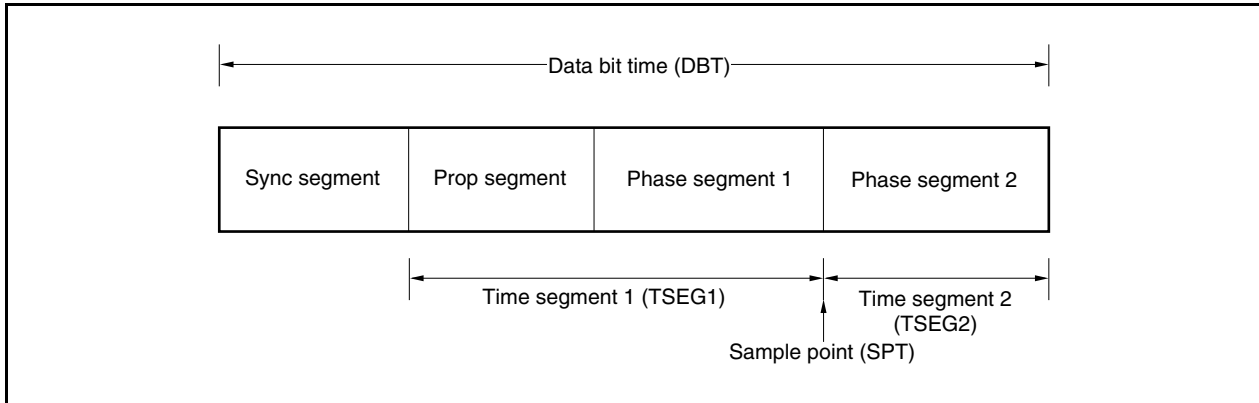 Data bit time (DBT)
Sync segment
Prop segment
Phase segment 1
Phase segment 2
Time segment 1 (TSEG1)
Time segment 2
(TSEG2)
Sample point (SPT)